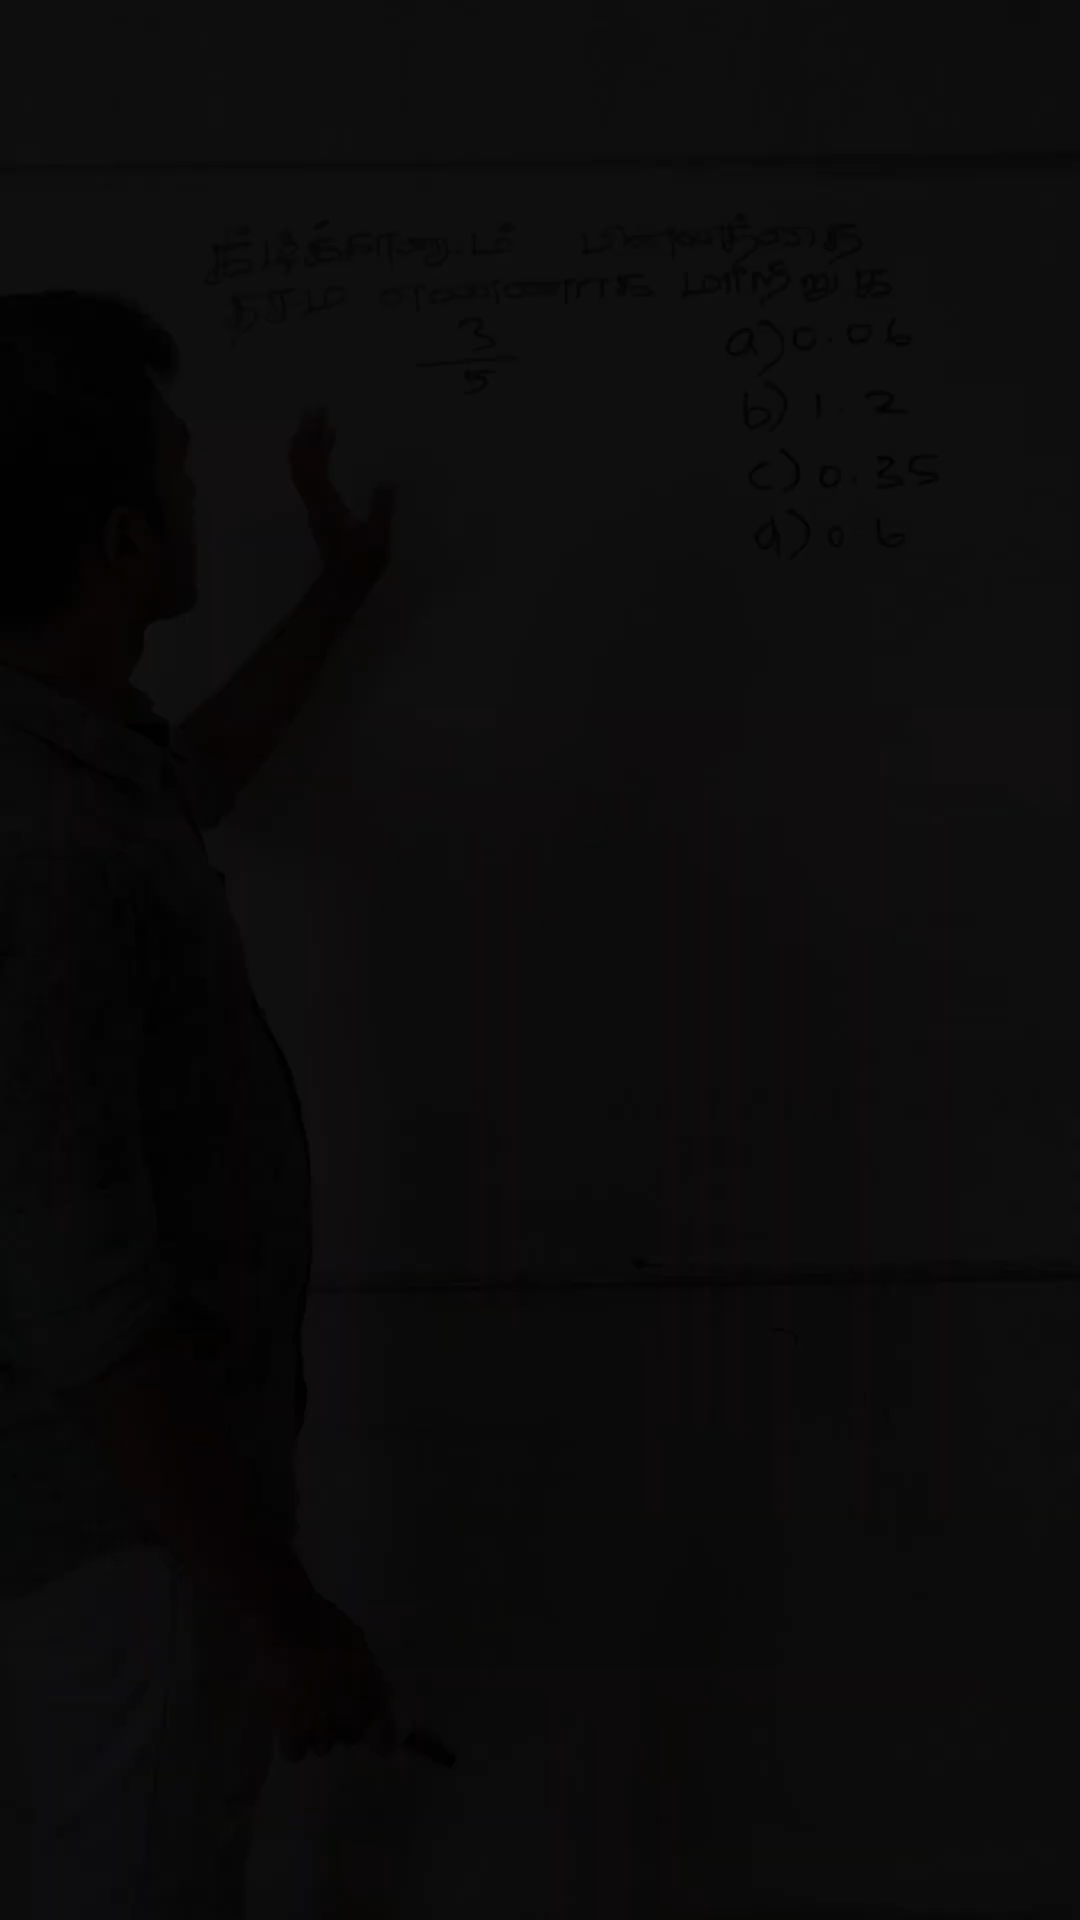 கீழ்க்காணும் பின்னத்தை
தசம எண்ணாக மாற்றுக
3
5
a) 0.06
b) 1.2
c) 0.35
d) 0.6